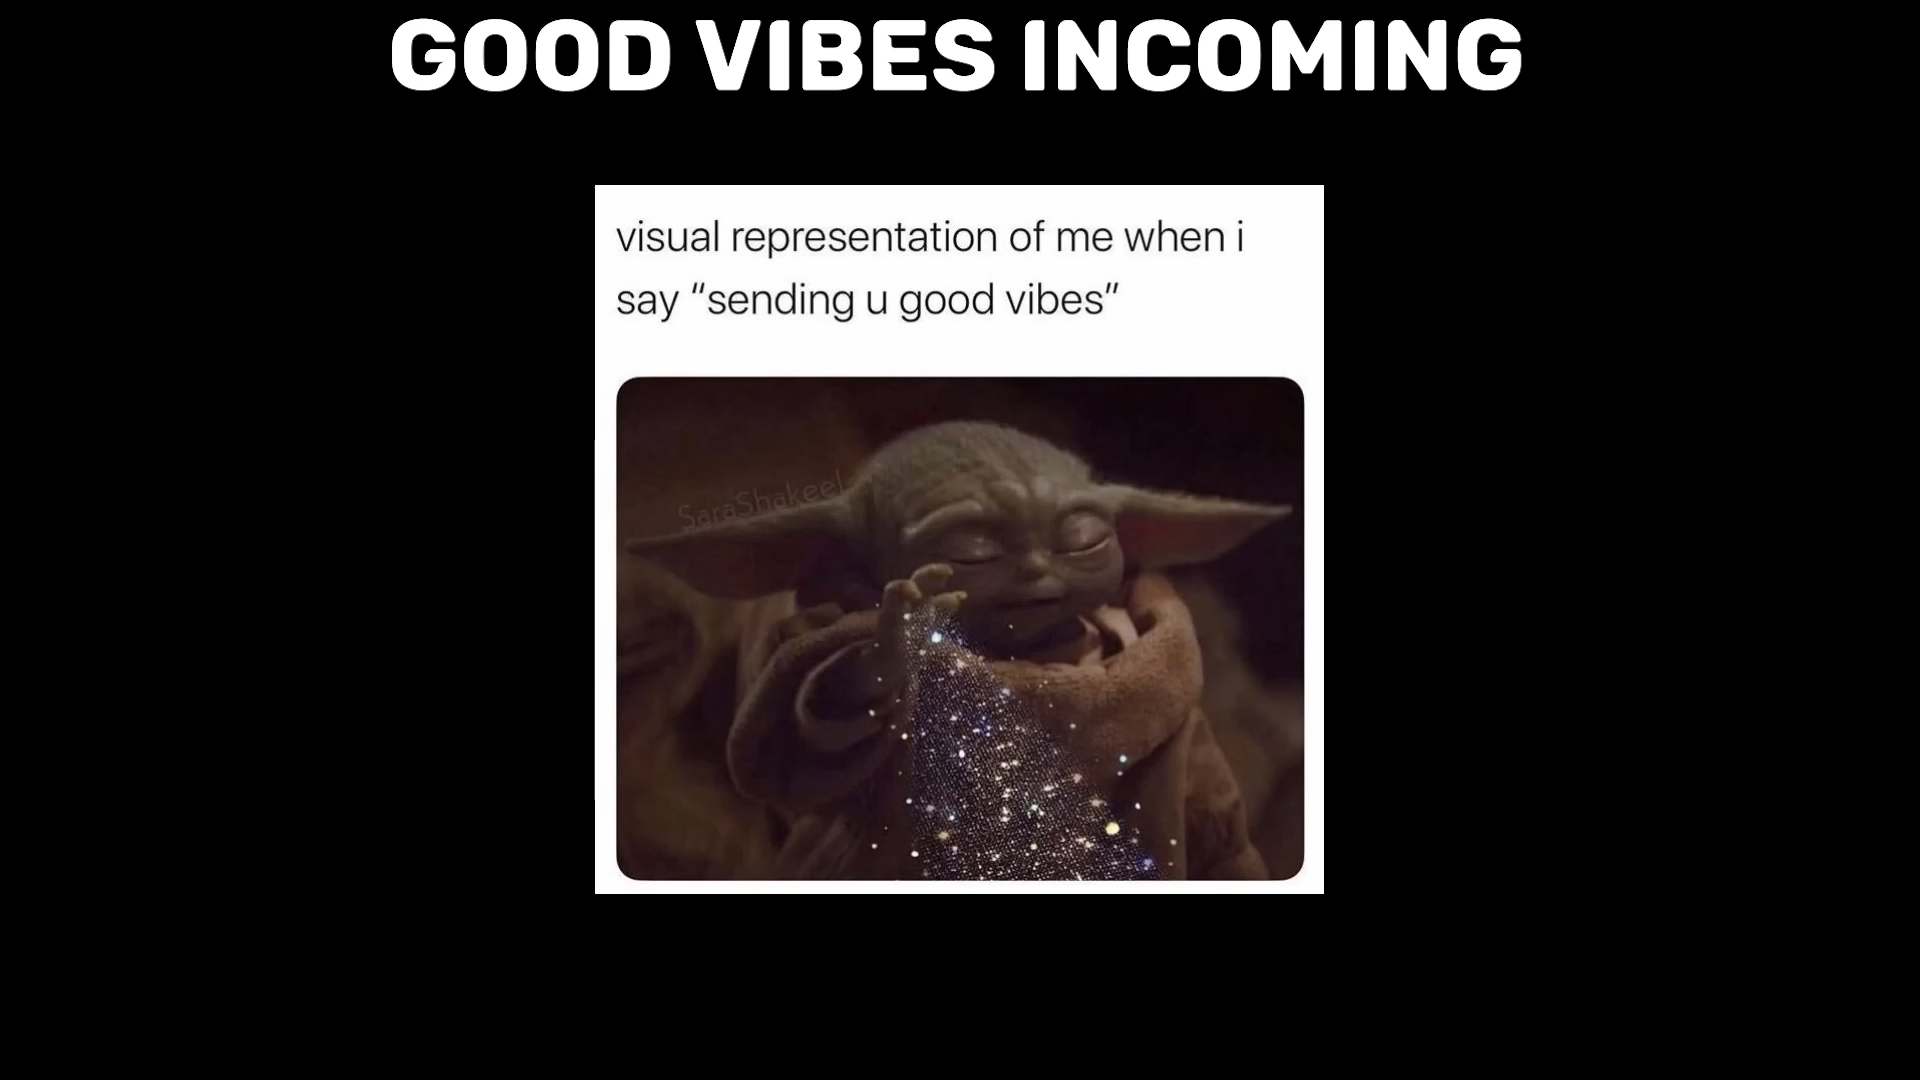 GOOD VIBES INCOMING
visual representation of me when i
say “sending u good vibes”
SaraShakeel